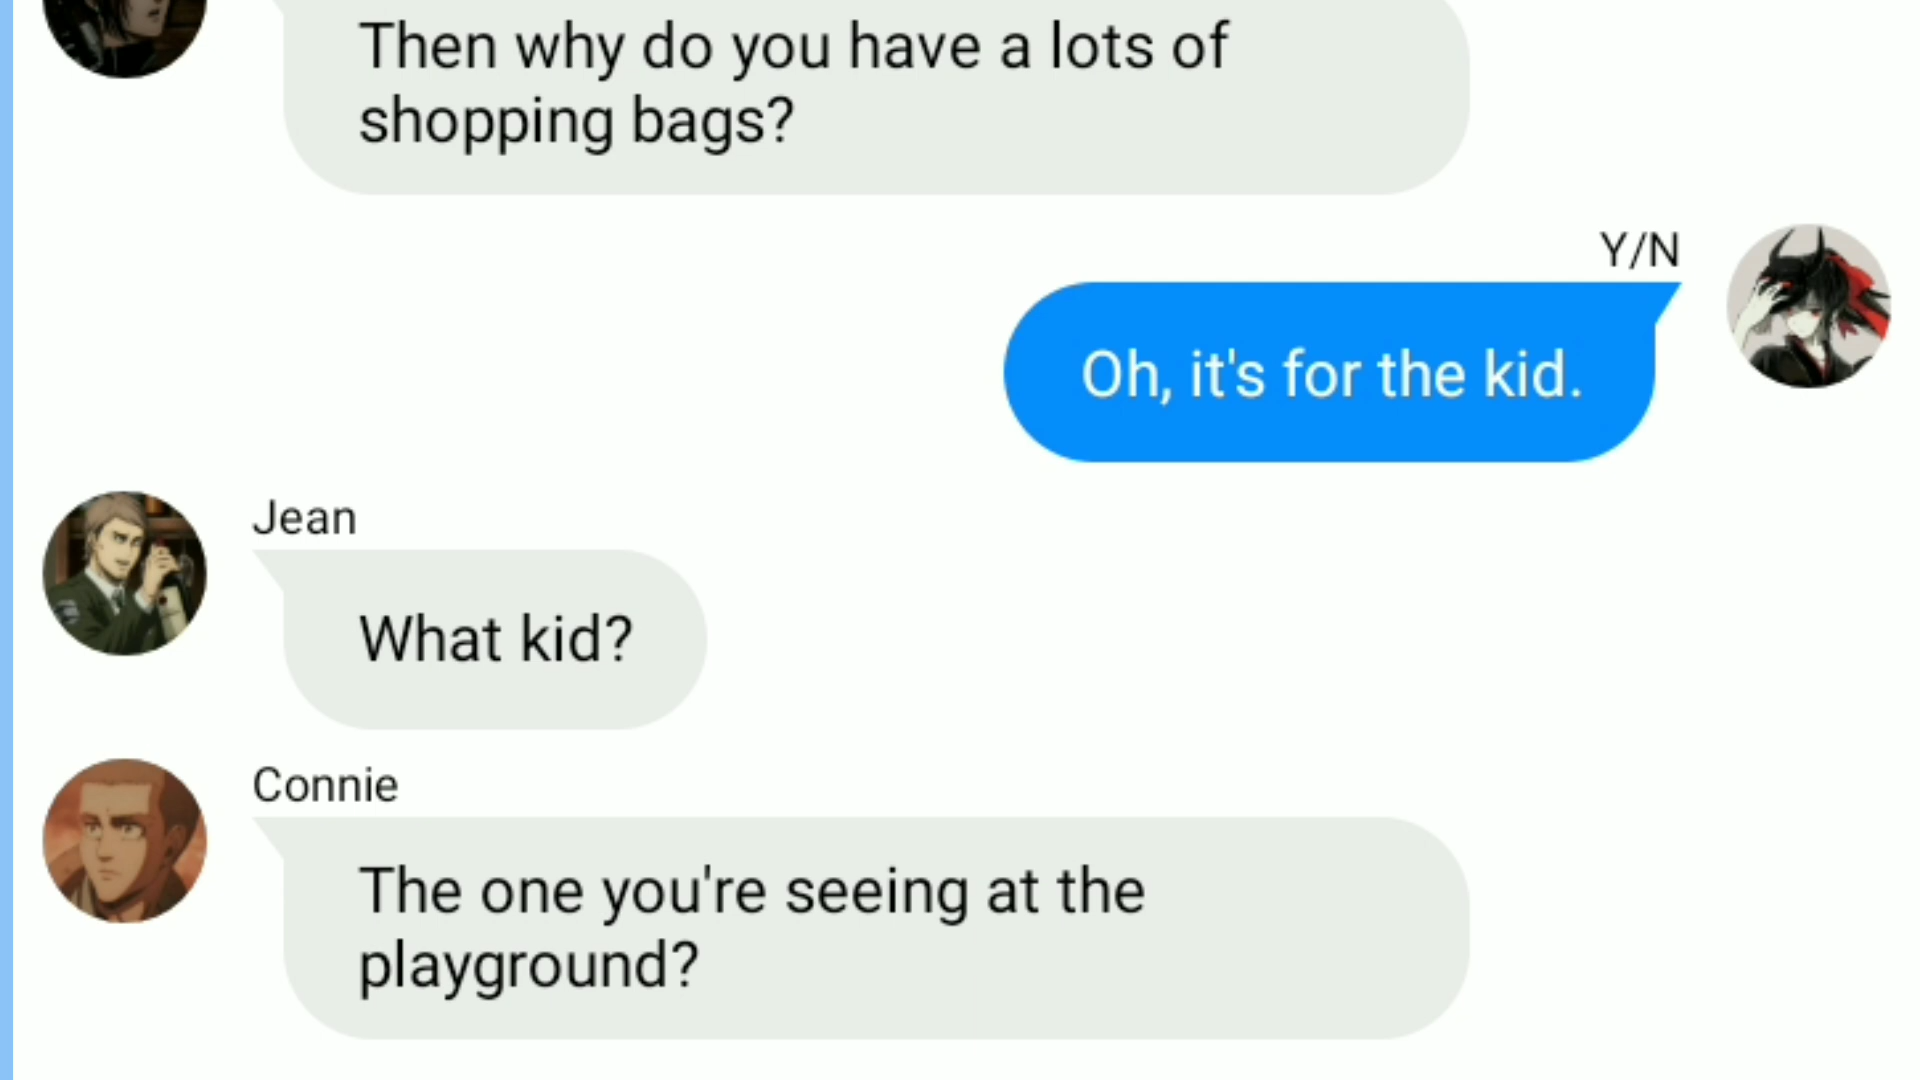 Then why do you have a lots of
shopping bags?
Y/N
Oh, it's for the kid.
Jean
What kid?
Connie
The one you're seeing at the
playground?